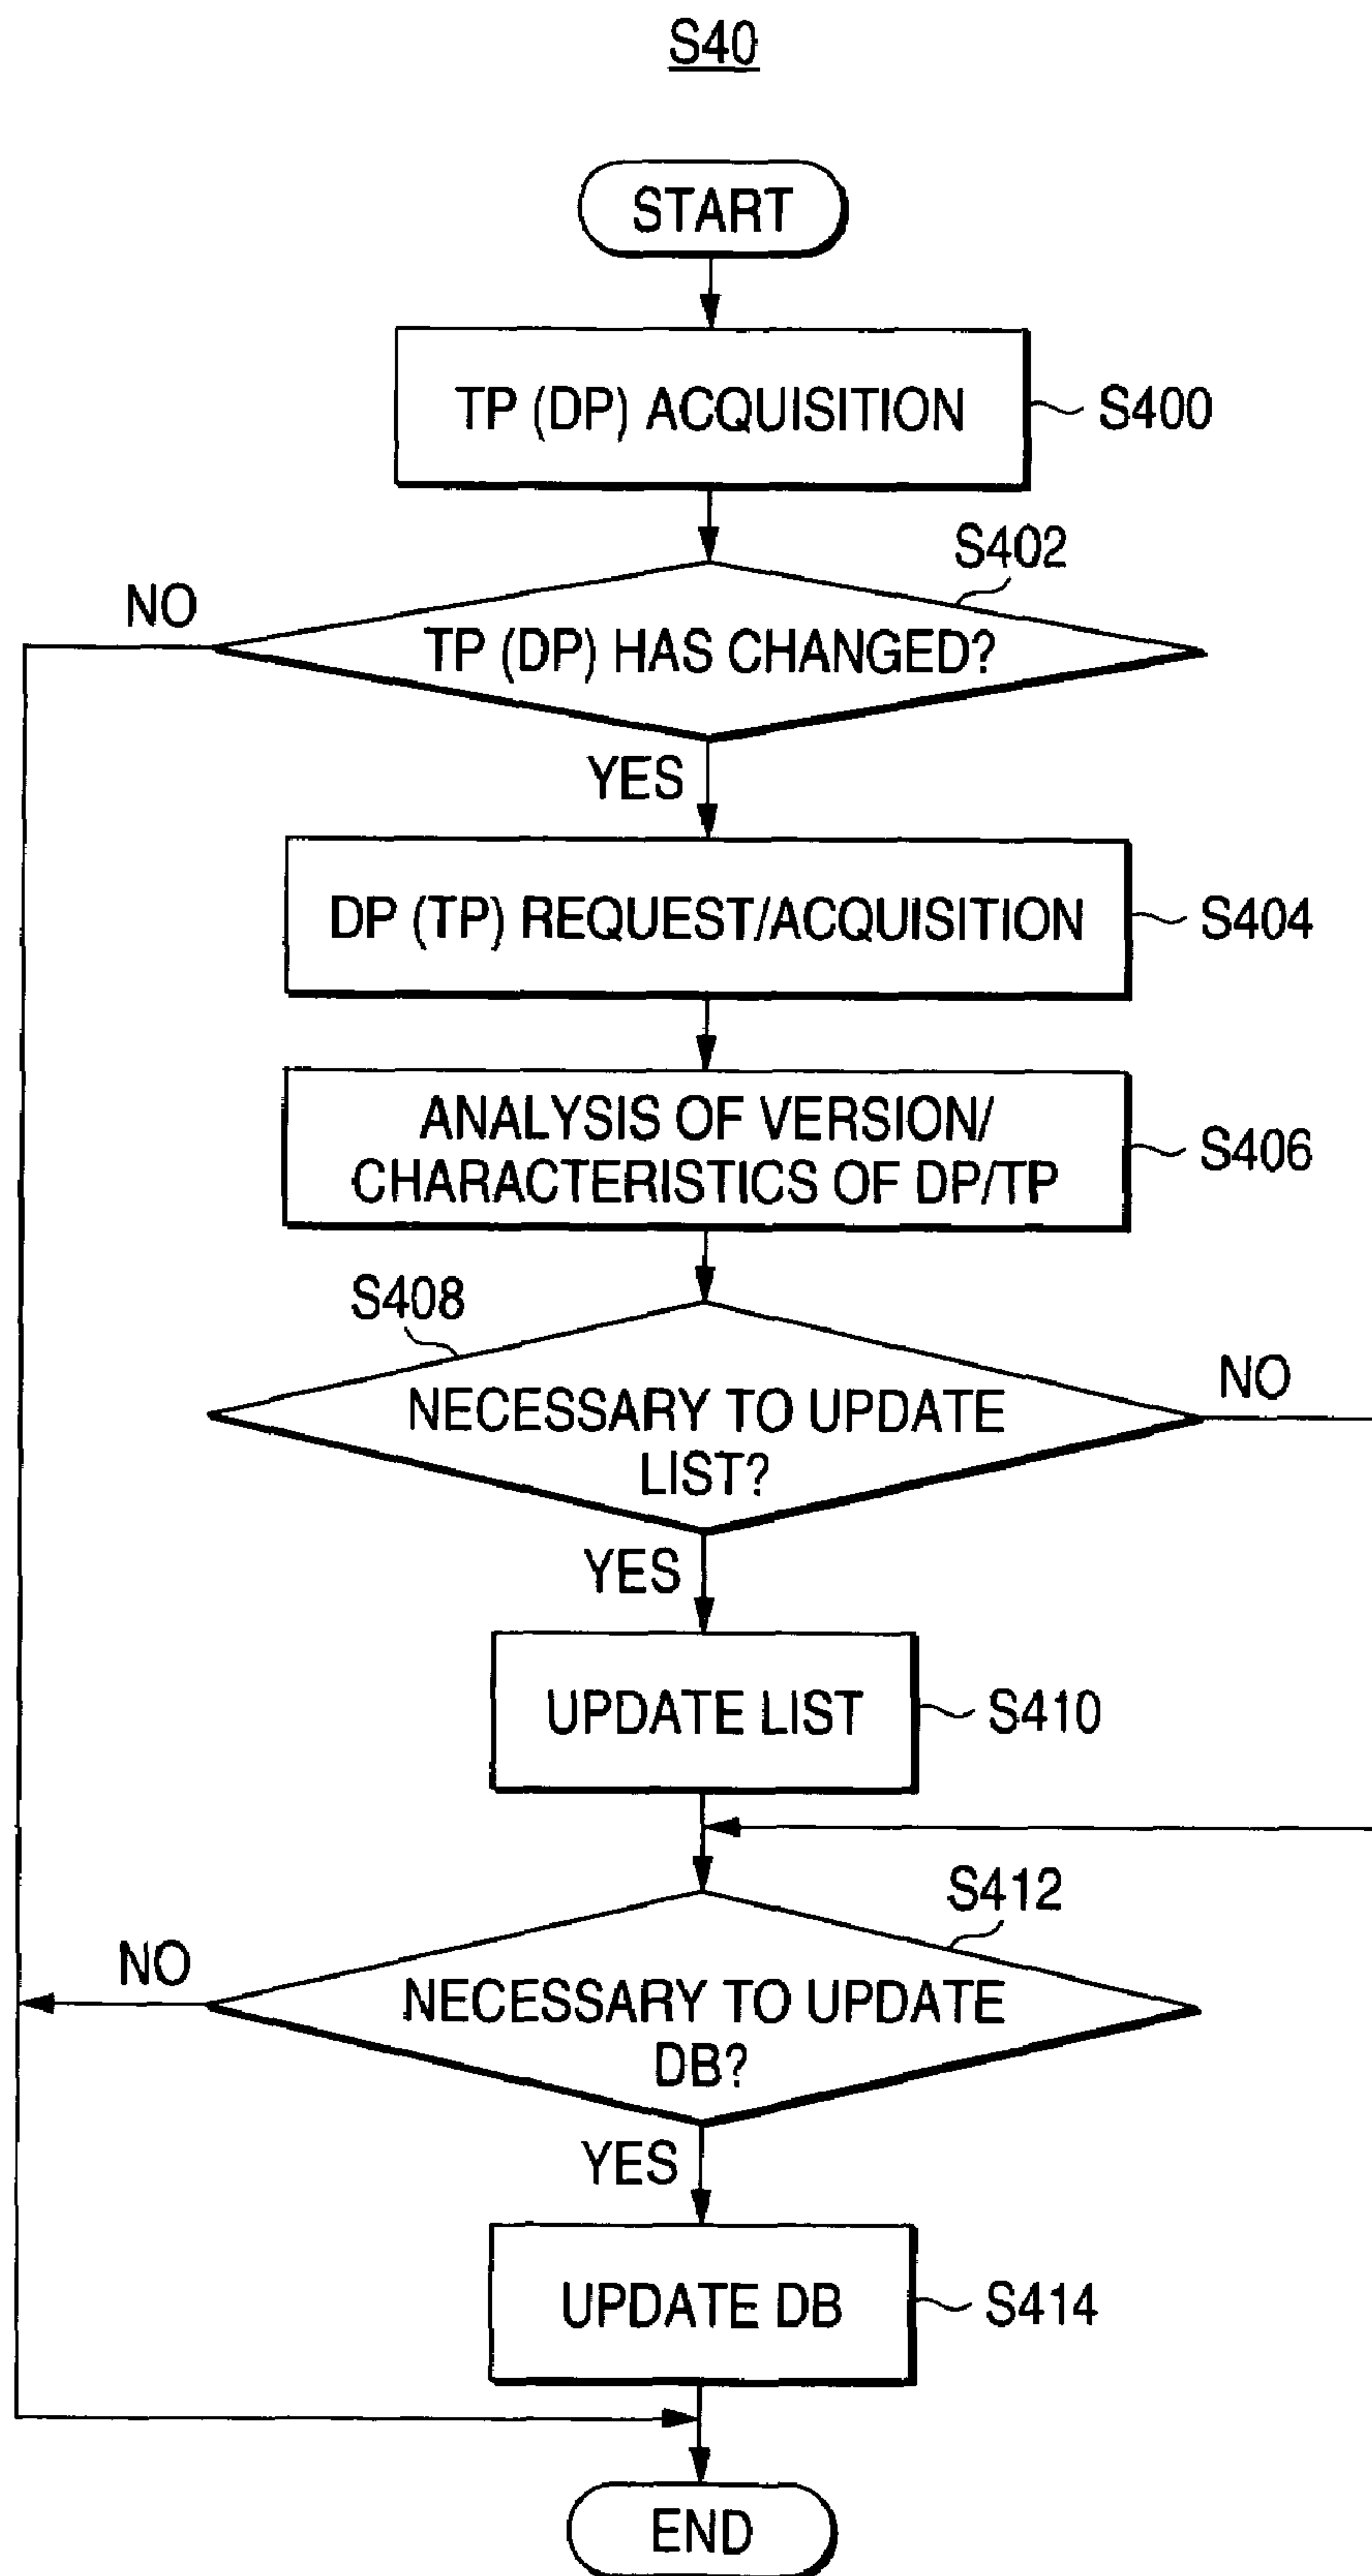 S40
START
TP (DP) ACQUISITION
S400
S402
NO
TP (DP) HAS CHANGED?
YES
DP (TP) REQUEST/ACQUISITION
S404
ANALYSIS OF VERSION/
CHARACTERISTICS OF DP/TP
S406
S408
NECESSARY TO UPDATE
LIST?
NO
YES
UPDATE LIST
S410
S412
NO
NECESSARY TO UPDATE
DB?
YES
UPDATE DB
S414
END